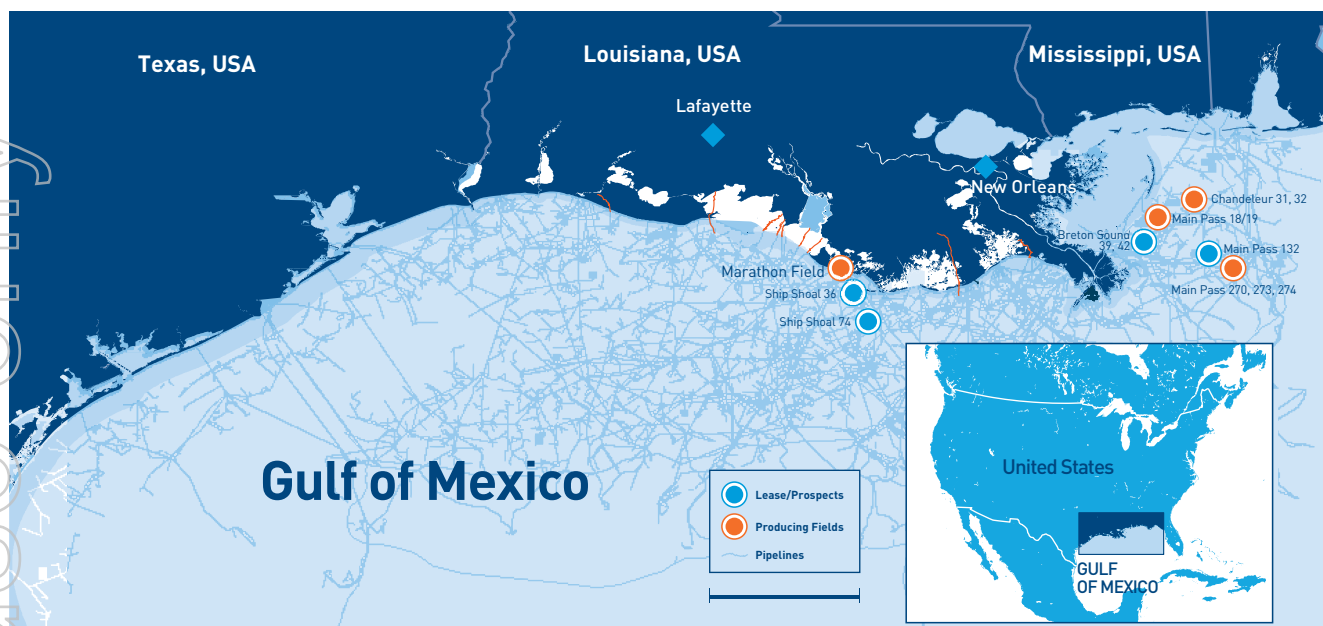 Texas, USA
Louisiana, USA
Mississippi, USA
Lafayette
New Orleans
Chandeleur 31, 32
Main Pass 18/19
Breton Sound
39, 42
Main Pass 132
Main Pass 270, 273, 274
Marathon Field
Ship Shoal 36
Ship Shoal 74
Gulf of Mexico
Lease/Prospects
Producing Fields
Pipelines
United States
GULF
OF MEXICO